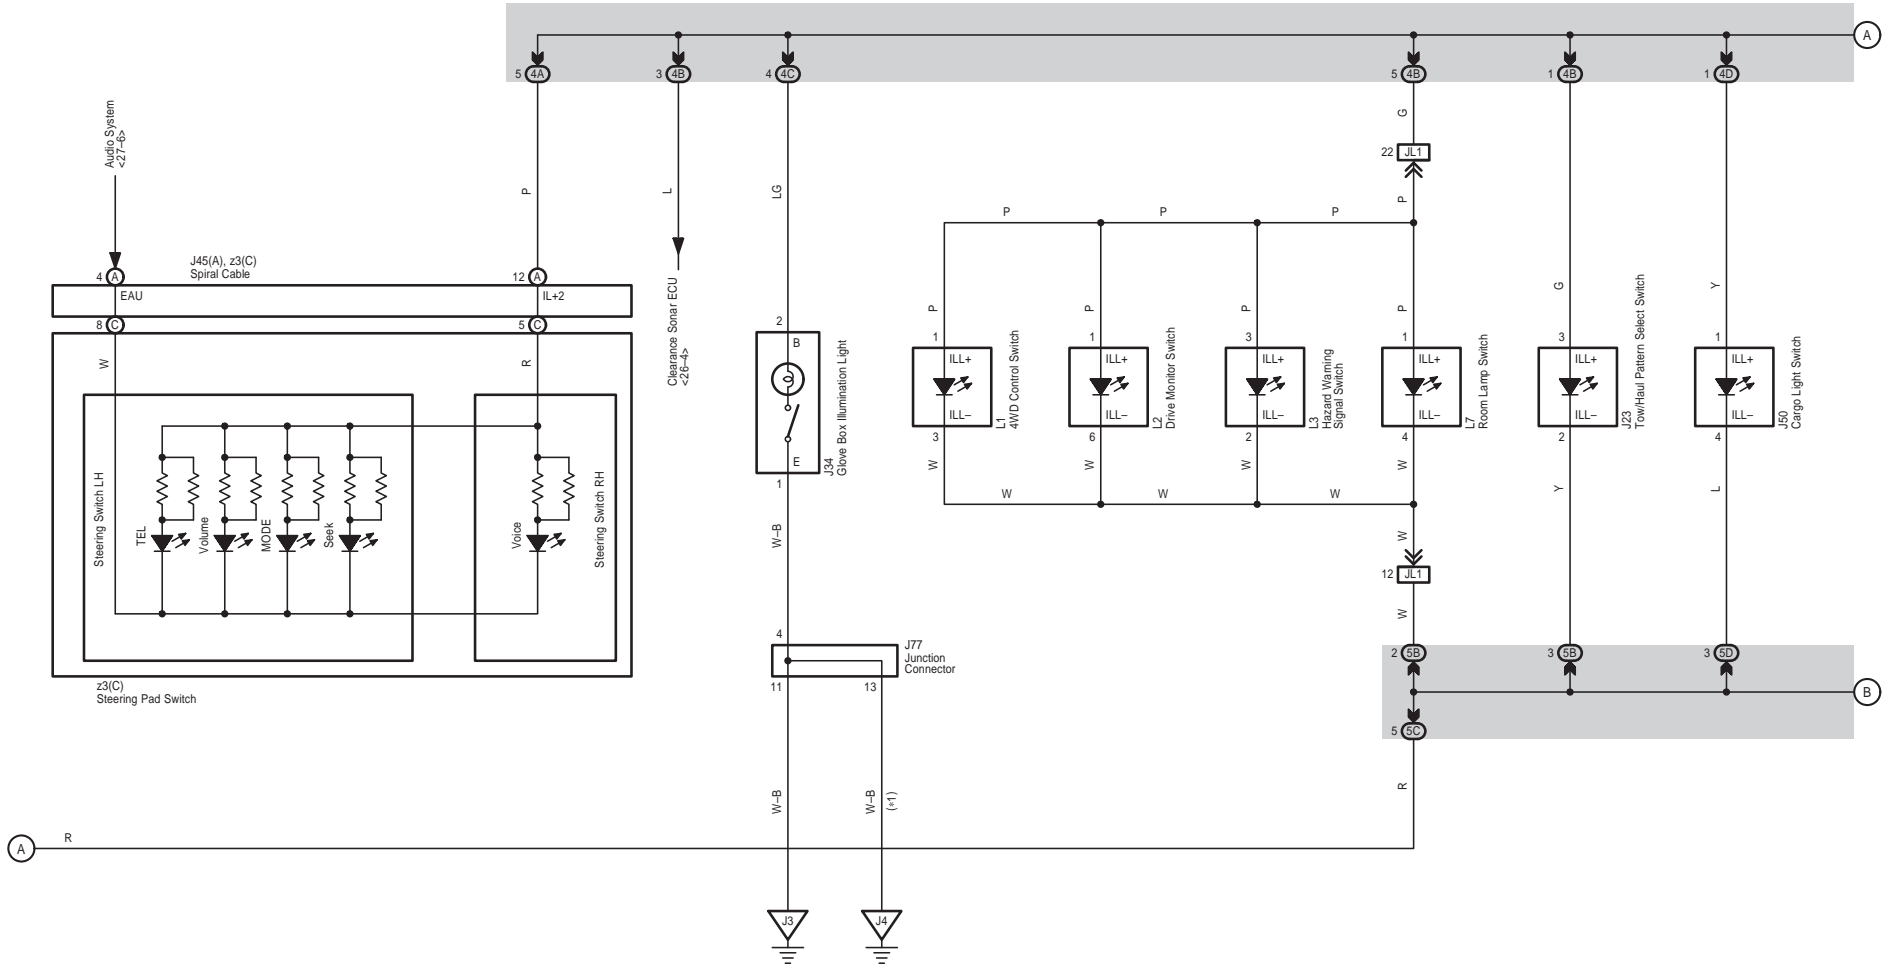 A
5 4A
3 4B
4 4C
5 4B
1 4B
1 4D
Audio System
<27–6>
P
L
LG
G
22 JL1
P
P
P
P
G
Y
J45(A), z3(C)
Spiral Cable
4 A
12 A
EAU
IL+2
8 C
5 C
W
R
Clearance Sonar ECU
<26–4>
2
B
E
J34
Glove Box Illumination Light
1
P
P
P
P
1
ILL+
ILL–
3
L1
4WD Control Switch
1
ILL+
ILL–
6
L2
Drive Monitor Switch
3
ILL+
ILL–
2
L3
Hazard Warning
Signal Switch
1
ILL+
ILL–
4
L7
Room Lamp Switch
3
ILL+
ILL–
2
J23
Tow/Haul Pattern Select Switch
1
ILL+
ILL–
4
J50
Cargo Light Switch
Steering Switch LH
TEL
Volume
MODE
Seek
Voice
Steering Switch RH
W
W
W
W
Y
L
W
W
W
W–B
W
12 JL1
W
4
J77
Junction
Connector
11
13
2 5B
3 5B
3 5D
B
5 5C
z3(C)
Steering Pad Switch
W–B
W–B
(*1)
R
A
R
J3
J4